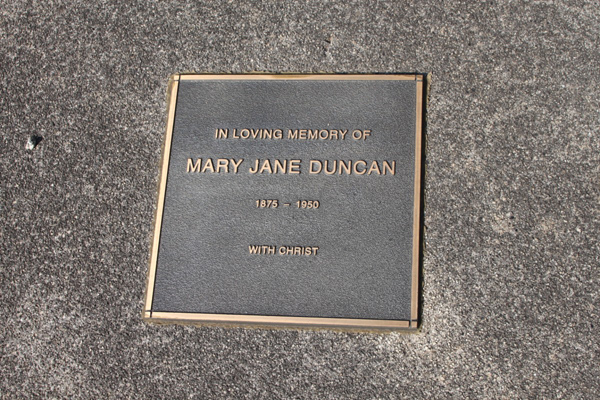 IN LOVING MEMORY OF
MARY JANE DUNCAN
1875 – 1950
WITH CHRIST